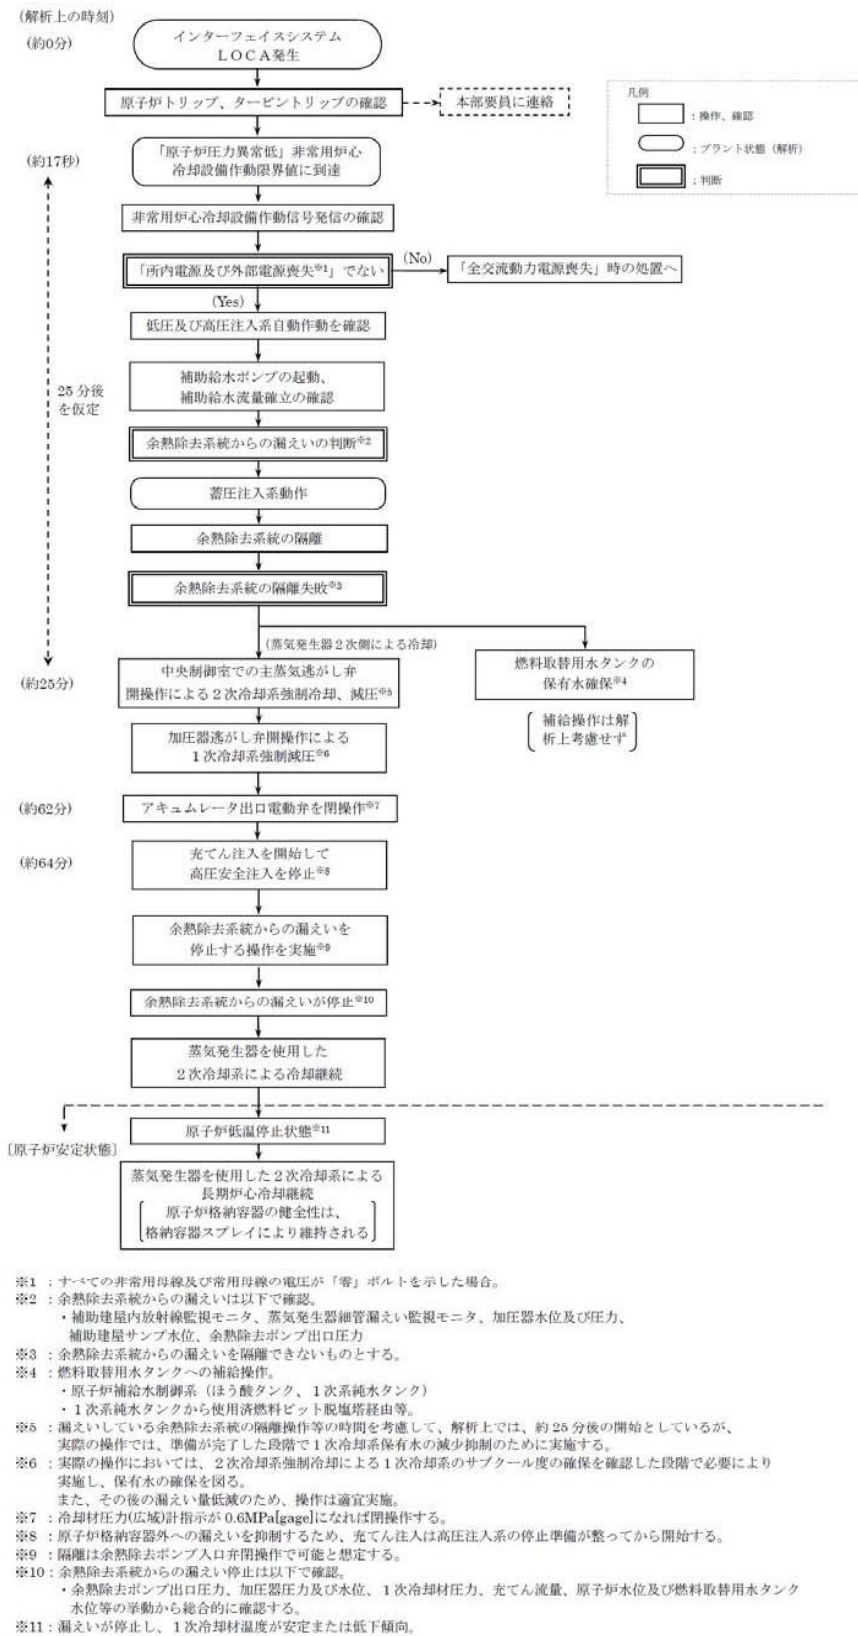 (解析上の時刻)
(約0分)
インターフェイスシステム
LOCA発生
原子炉トリップ、タービントリップの確認
本部要員に連絡
凡例
：操作、確認
：プラント状態（解析）
：判断
(約17秒)
「原子炉圧力異常低」非常用炉心
冷却設備作動限界値に到達
非常用炉心冷却設備作動信号発信の確認
「所内電源及び外部電源喪失※1」でない
(No)
「全交流動力電源喪失」時の処置へ
(Yes)
低圧及び高圧注入系自動作動を確認
25分後
を仮定
補助給水ポンプの起動、
補助給水流量確立の確認
余熱除去系統からの漏えいの判断※2
蓄圧注入系動作
余熱除去系統の隔離
余熱除去系統の隔離失敗※3
(蒸気発生器2次側による冷却)
(約25分)
中央制御室での主蒸気逃がし弁
開操作による2次冷却系強制冷却、減圧※5
燃料取替用水タンクの
保有水確保※4
補給操作は解
析上考慮せず
加圧器逃がし弁開操作による
1次冷却系強制減圧※6
(約62分)
アキュムレータ出口電動弁を閉操作※7
(約64分)
充てん注入を開始して
高圧安全注入を停止※8
余熱除去系統からの漏えいを
停止する操作を実施※9
余熱除去系統からの漏えいが停止※10
蒸気発生器を使用した
2次冷却系による冷却継続
原子炉低温停止状態※11
〔原子炉安定状態〕
蒸気発生器を使用した2次冷却系による
長期炉心冷却継続
原子炉格納容器の健全性は、
格納容器スプレイにより維持される
※1 ：すべての非常用母線及び常用母線の電圧が「零」ボルトを示した場合。
※2 ：余熱除去系統からの漏えいは以下で確認。
・補助建屋内放射線監視モニタ、蒸気発生器細管漏えい監視モニタ、加圧器水位及び圧力、
補助建屋サンプ水位、余熱除去ポンプ出口圧力
※3 ：余熱除去系統からの漏えいを隔離できないものとする。
※4 ：燃料取替用水タンクへの補給操作。
・原子炉補給水制御系（ほう酸タンク、1次系純水タンク）
・1次系純水タンクから使用済燃料ピット脱塩塔経由等。
※5 ：漏えいしている余熱除去系統の隔離操作等の時間を考慮して、解析上では、約25分後の開始としているが、
実際の操作では、準備が完了した段階で1次冷却系保有水の減少抑制のために実施する。
※6 ：実際の操作においては、2次冷却系強制冷却による1次冷却系のサブクール度の確保を確認した段階で必要により
実施し、保有水の確保を図る。
また、その後の漏えい量低減のため、操作は適宜実施。
※7 ：冷却材圧力(広域)計指示が0.6MPa[gage]になれば閉操作する。
※8 ：原子炉格納容器外への漏えいを抑制するため、充てん注入は高圧注入系の停止準備が整ってから開始する。
※9 ：隔離は余熱除去ポンプ入口弁閉操作で可能と想定する。
※10：余熱除去系統からの漏えい停止は以下で確認。
・余熱除去ポンプ出口圧力、加圧器圧力及び水位、1次冷却材圧力、充てん流量、原子炉水位及び燃料取替用水タンク
水位等の挙動から総合的に確認する。
※11：漏えいが停止し、1次冷却材温度が安定または低下傾向。